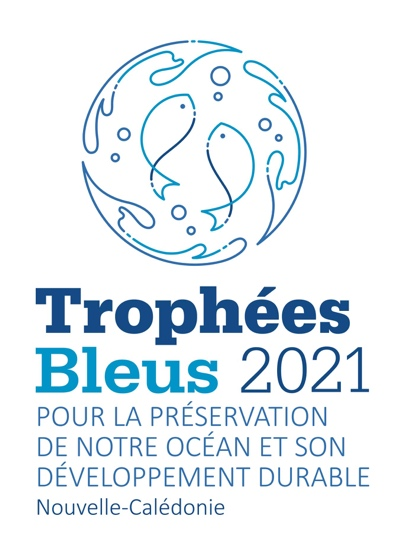 Trophées
Bleus 2021
POUR LA PRÉSERVATION
DE NOTRE OCÉAN ET SON
DÉVELOPPEMENT DURABLE
Nouvelle-Calédonie